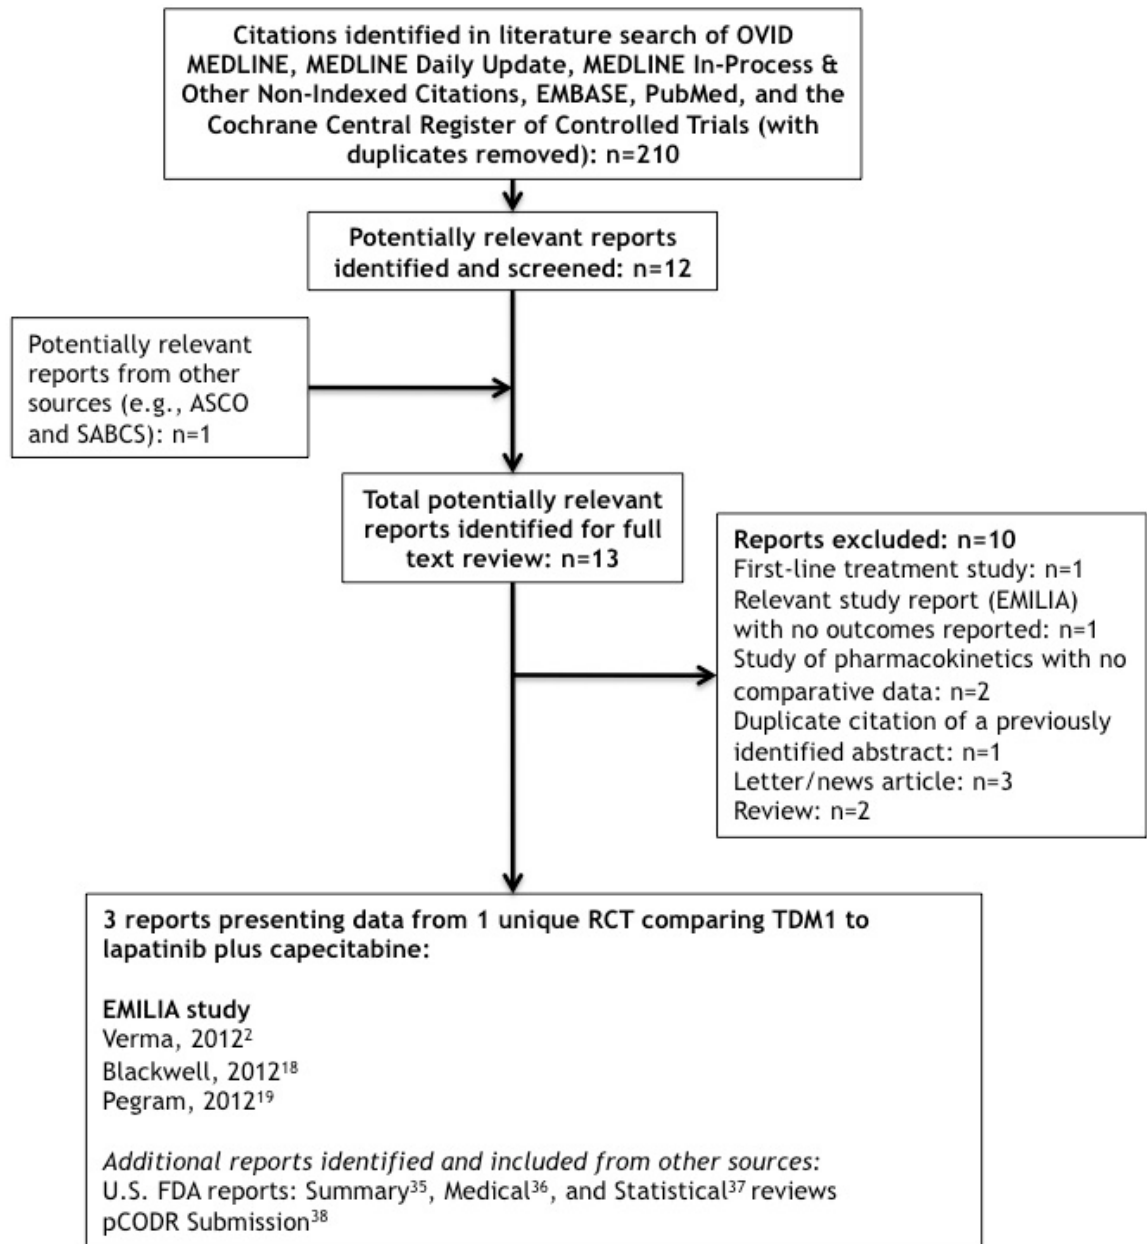 Citations identified in literature search of OVID
MEDLINE, MEDLINE Daily Update, MEDLINE In-Process &
Other Non-Indexed Citations, EMBASE, PubMed, and the
Cochrane Central Register of Controlled Trials (with
duplicates removed): n=210
Potentially relevant reports
identified and screened: n=12
Potentially relevant
reports from other
sources (e.g., ASCO
and SABCS): n=1
Total potentially relevant
reports identified for full
text review: n=13
Reports excluded: n=10
First-line treatment study: n=1
Relevant study report (EMILIA)
with no outcomes reported: n=1
Study of pharmacokinetics with no
comparative data: n=2
Duplicate citation of a previously
identified abstract: n=1
Letter/news article: n=3
Review: n=2
3 reports presenting data from 1 unique RCT comparing TDM1 to
lapatinib plus capecitabine:
EMILIA study
Verma, 2012²
Blackwell, 2012¹⁸
Pegram, 2012¹⁹
Additional reports identified and included from other sources:
U.S. FDA reports: Summary³⁵, Medical³⁶, and Statistical³⁷ reviews
pCODR Submission³⁸